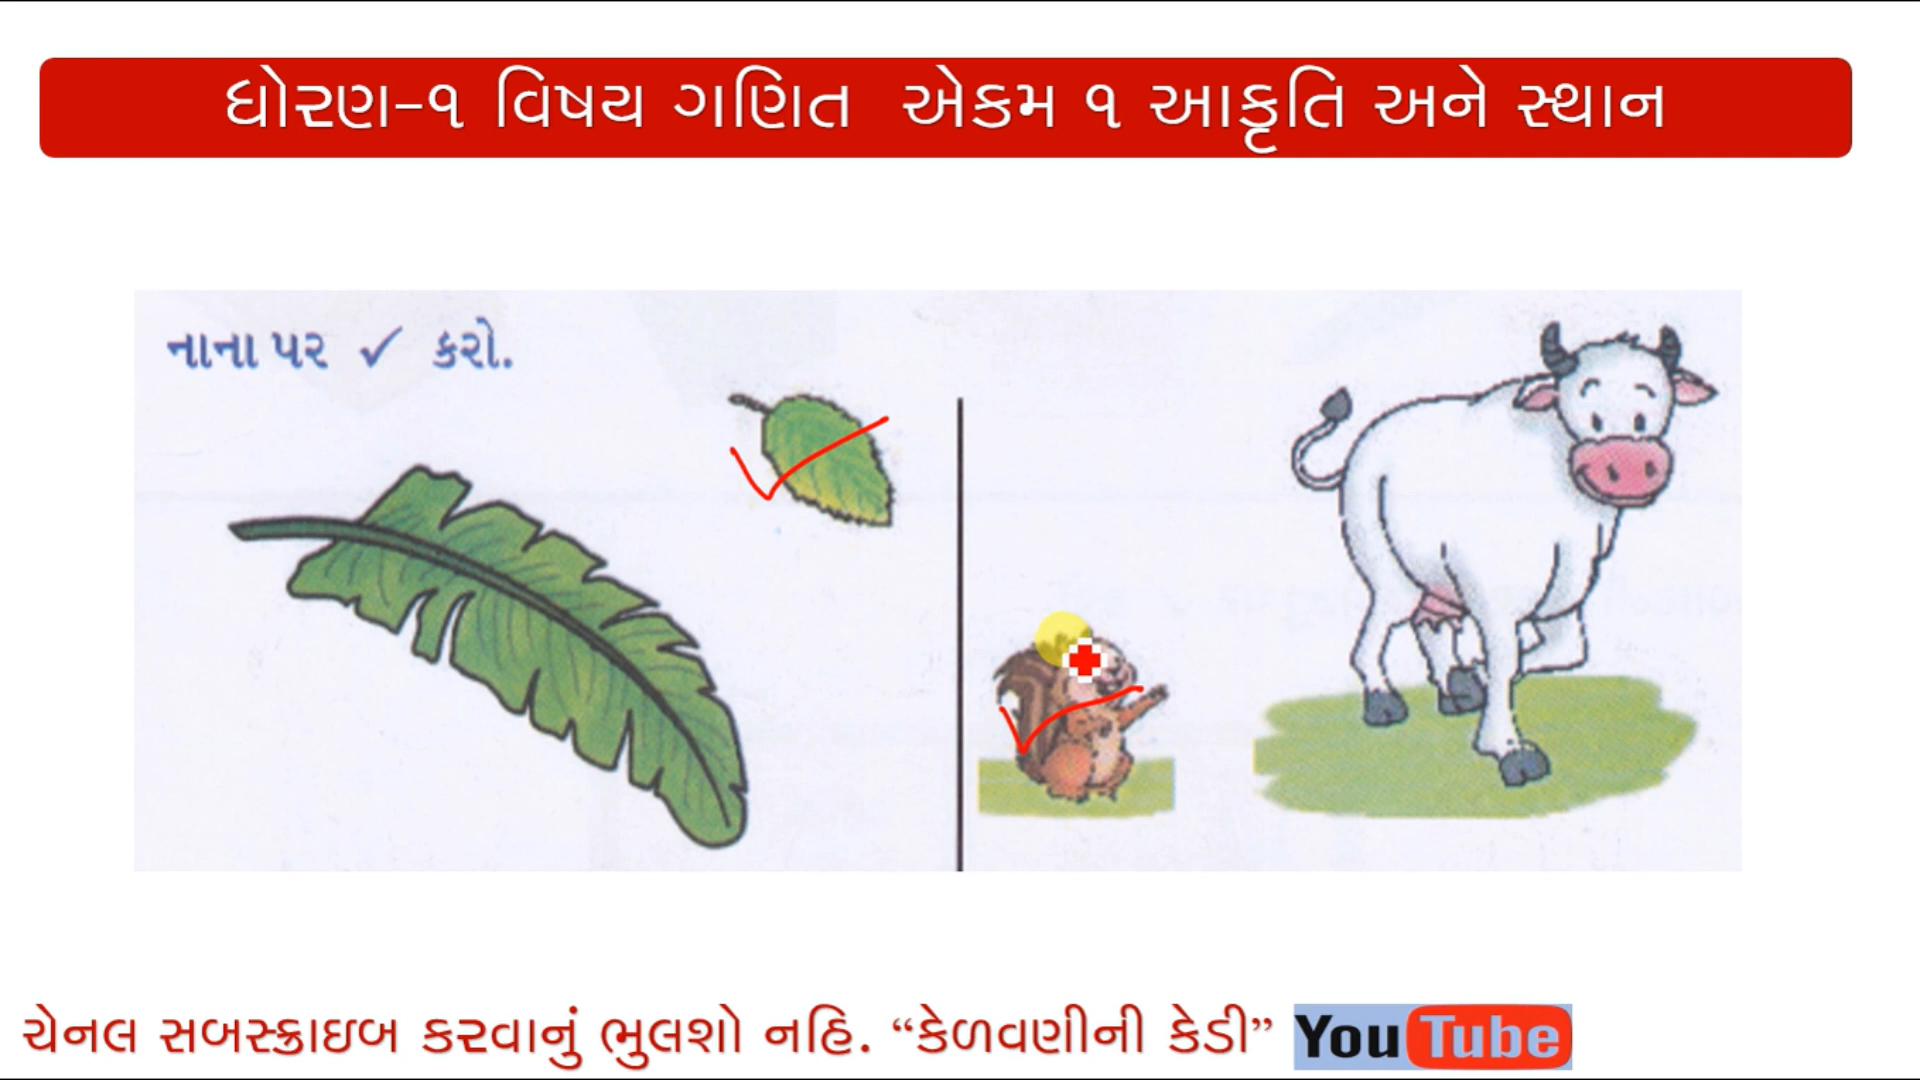 ધોરણ-૧ વિષય ગણિત એકમ ૧ આકૃતિ અને સ્થાન
નાના પર ✓ કરો.
ચેનલ સબસ્ક્રાઇબ કરવાનું ભુલશો નહિ. “કેળવણીની કેડી” YouTube